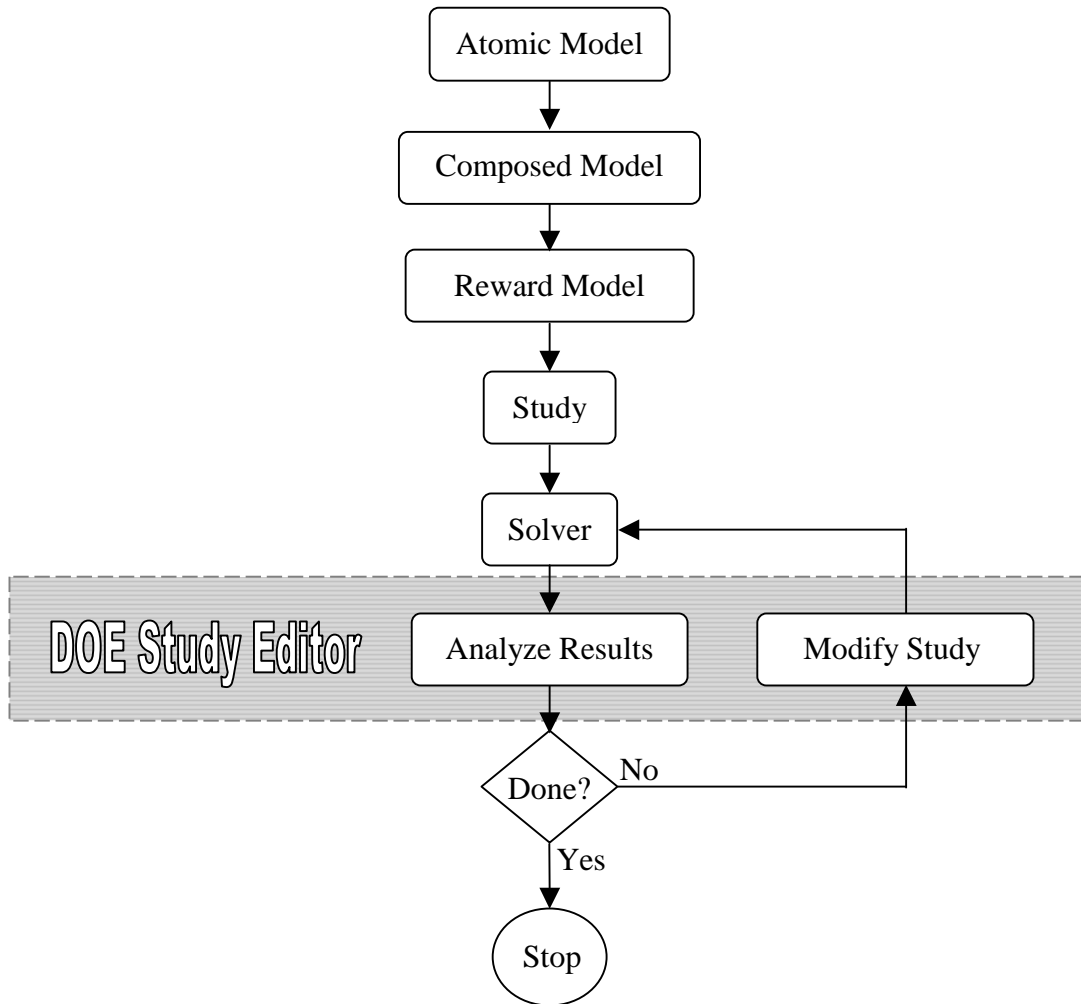 Atomic Model
Composed Model
Reward Model
Study
Solver
DOE Study Editor
Analyze Results
Modify Study
Done?
No
Yes
Stop